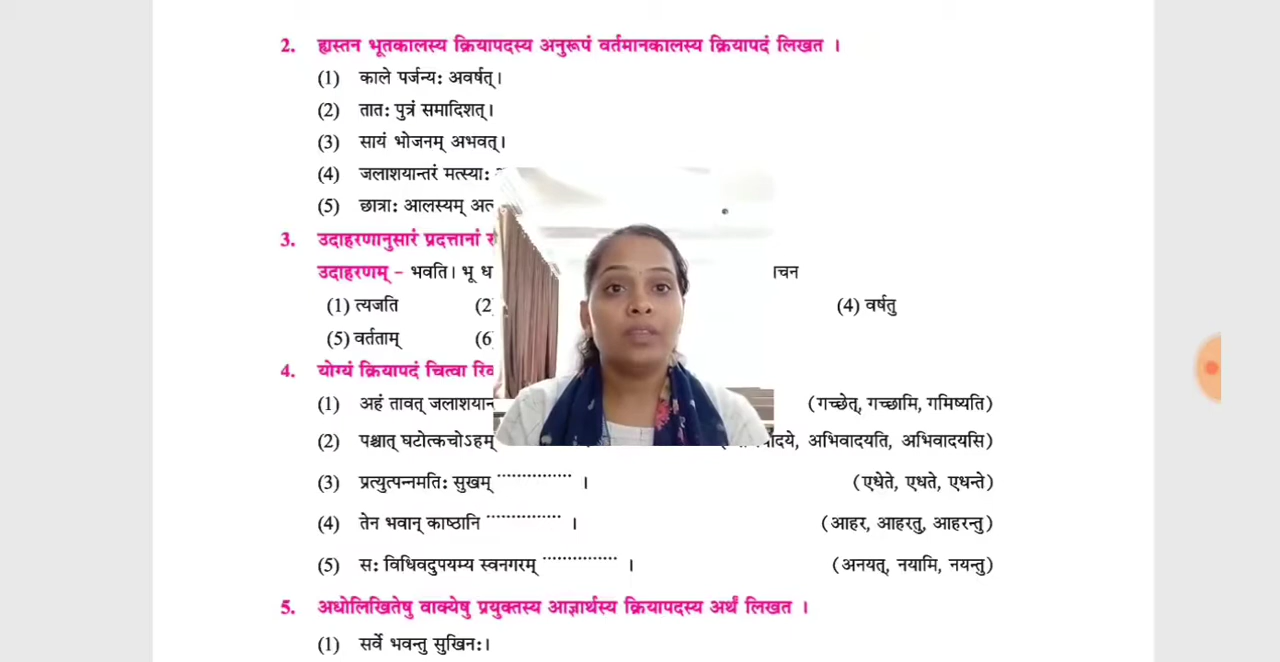 2. ह्यस्तन भूतकालस्य क्रियापदस्य अनुरूपं वर्तमानकालस्य क्रियापदं लिखत ।
(1) काले पर्जन्यः अवर्षत्।
(2) तातः पुत्रं समादिशत्।
(3) सायं भोजनम् अभवत्।
(4) जलाशयान्तरं मत्स्याः
(5) छात्राः आलस्यम्
3. उदाहरणानुसारं प्रदत्तानां
उदाहरणम् – भवति। भू
(1) त्यजति (2 (4) वर्षतु
(5) वर्तताम् (6)
4. योग्यं क्रियापदं चित्वा
(1) अहं तावत् (गच्छेत्, गच्छामि, गमिष्यति)
(2) पश्चात् घटोत्कचोऽहम् अभिवादयति, अभिवादयसि)
(3) प्रत्युत्पन्नमतिः सुखम् ............... । (एधेते, एधते, एधन्ते)
(4) तेन भवान् काष्ठानि ............... । (आहर, आहरतु, आहरन्तु)
(5) सः विधिवदुपयम्य स्वनगरम् ............... । (अनयत्, नयामि, नयन्तु)
5. अधोलिखितेषु वाक्येषु प्रयुक्तस्य आज्ञार्थस्य क्रियापदस्य अर्थं लिखत ।
(1) सर्वे भवन्तु सुखिनः।